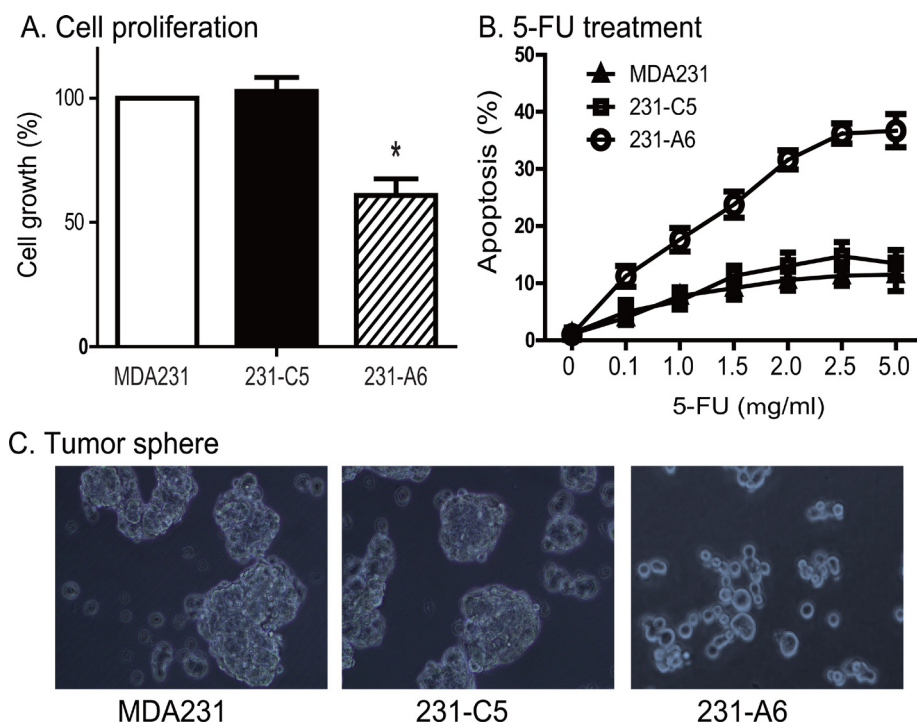 A. Cell proliferation
Cell growth (%)
100
50
0
*
MDA231 231-C5 231-A6
B. 5-FU treatment
MDA231
231-C5
231-A6
Apoptosis (%)
50
40
30
20
10
0
0 0.1 1.0 1.5 2.0 2.5 5.0
5-FU (mg/ml)
C. Tumor sphere
MDA231 231-C5 231-A6